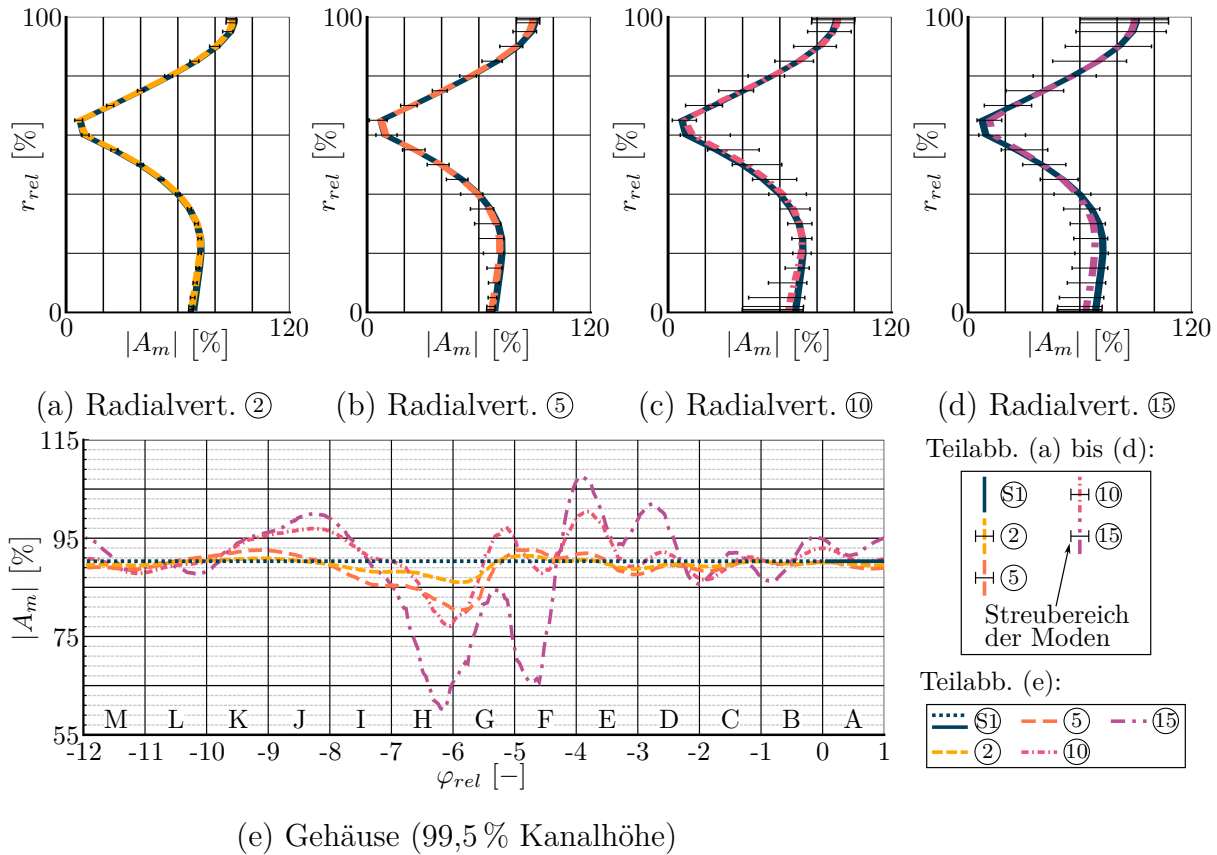 100 100 100 100
r_rel [%] r_rel [%] r_rel [%] r_rel [%]
0 0 0 0
0 120 0 120 0 120 0 120
|A_m| [%] |A_m| [%] |A_m| [%] |A_m| [%]
(a) Radialvert. ② (b) Radialvert. ⑤ (c) Radialvert. ⑩ (d) Radialvert. ⑮
115
95
75
55
|A_m| [%]
M L K J I H G F E D C B A
-12 -11 -10 -9 -8 -7 -6 -5 -4 -3 -2 -1 0 1
φ_rel [−]
(e) Gehäuse (99,5 % Kanalhöhe)
Teilabb. (a) bis (d):
S1 ⑩
② ⑮
⑤
Streubereich
der Moden
Teilabb. (e):
S1 ⑤ ⑮
② ⑩